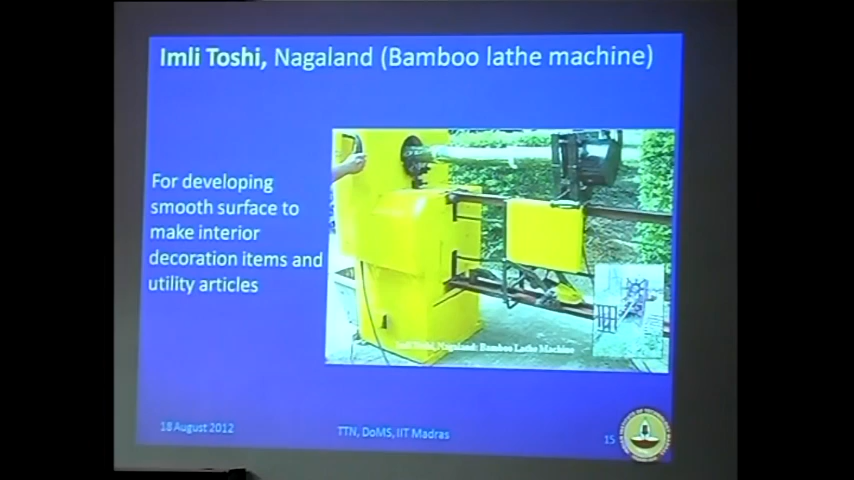 Imli Toshi, Nagaland (Bamboo lathe machine)
For developing
smooth surface to
make interior
decoration items and
utility articles
Imli Toshi, Nagaland: Bamboo Lathe Machine
18 August 2012
TTN, DoMS, IIT Madras
15